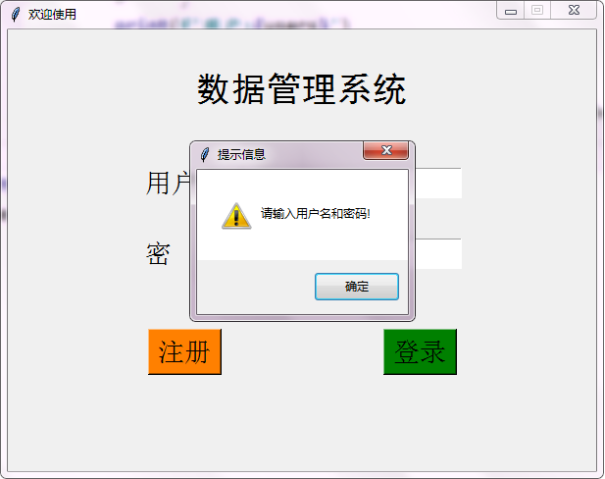 欢迎使用
数据管理系统
提示信息
用户
请输入用户名和密码!
密
确定
注册
登录